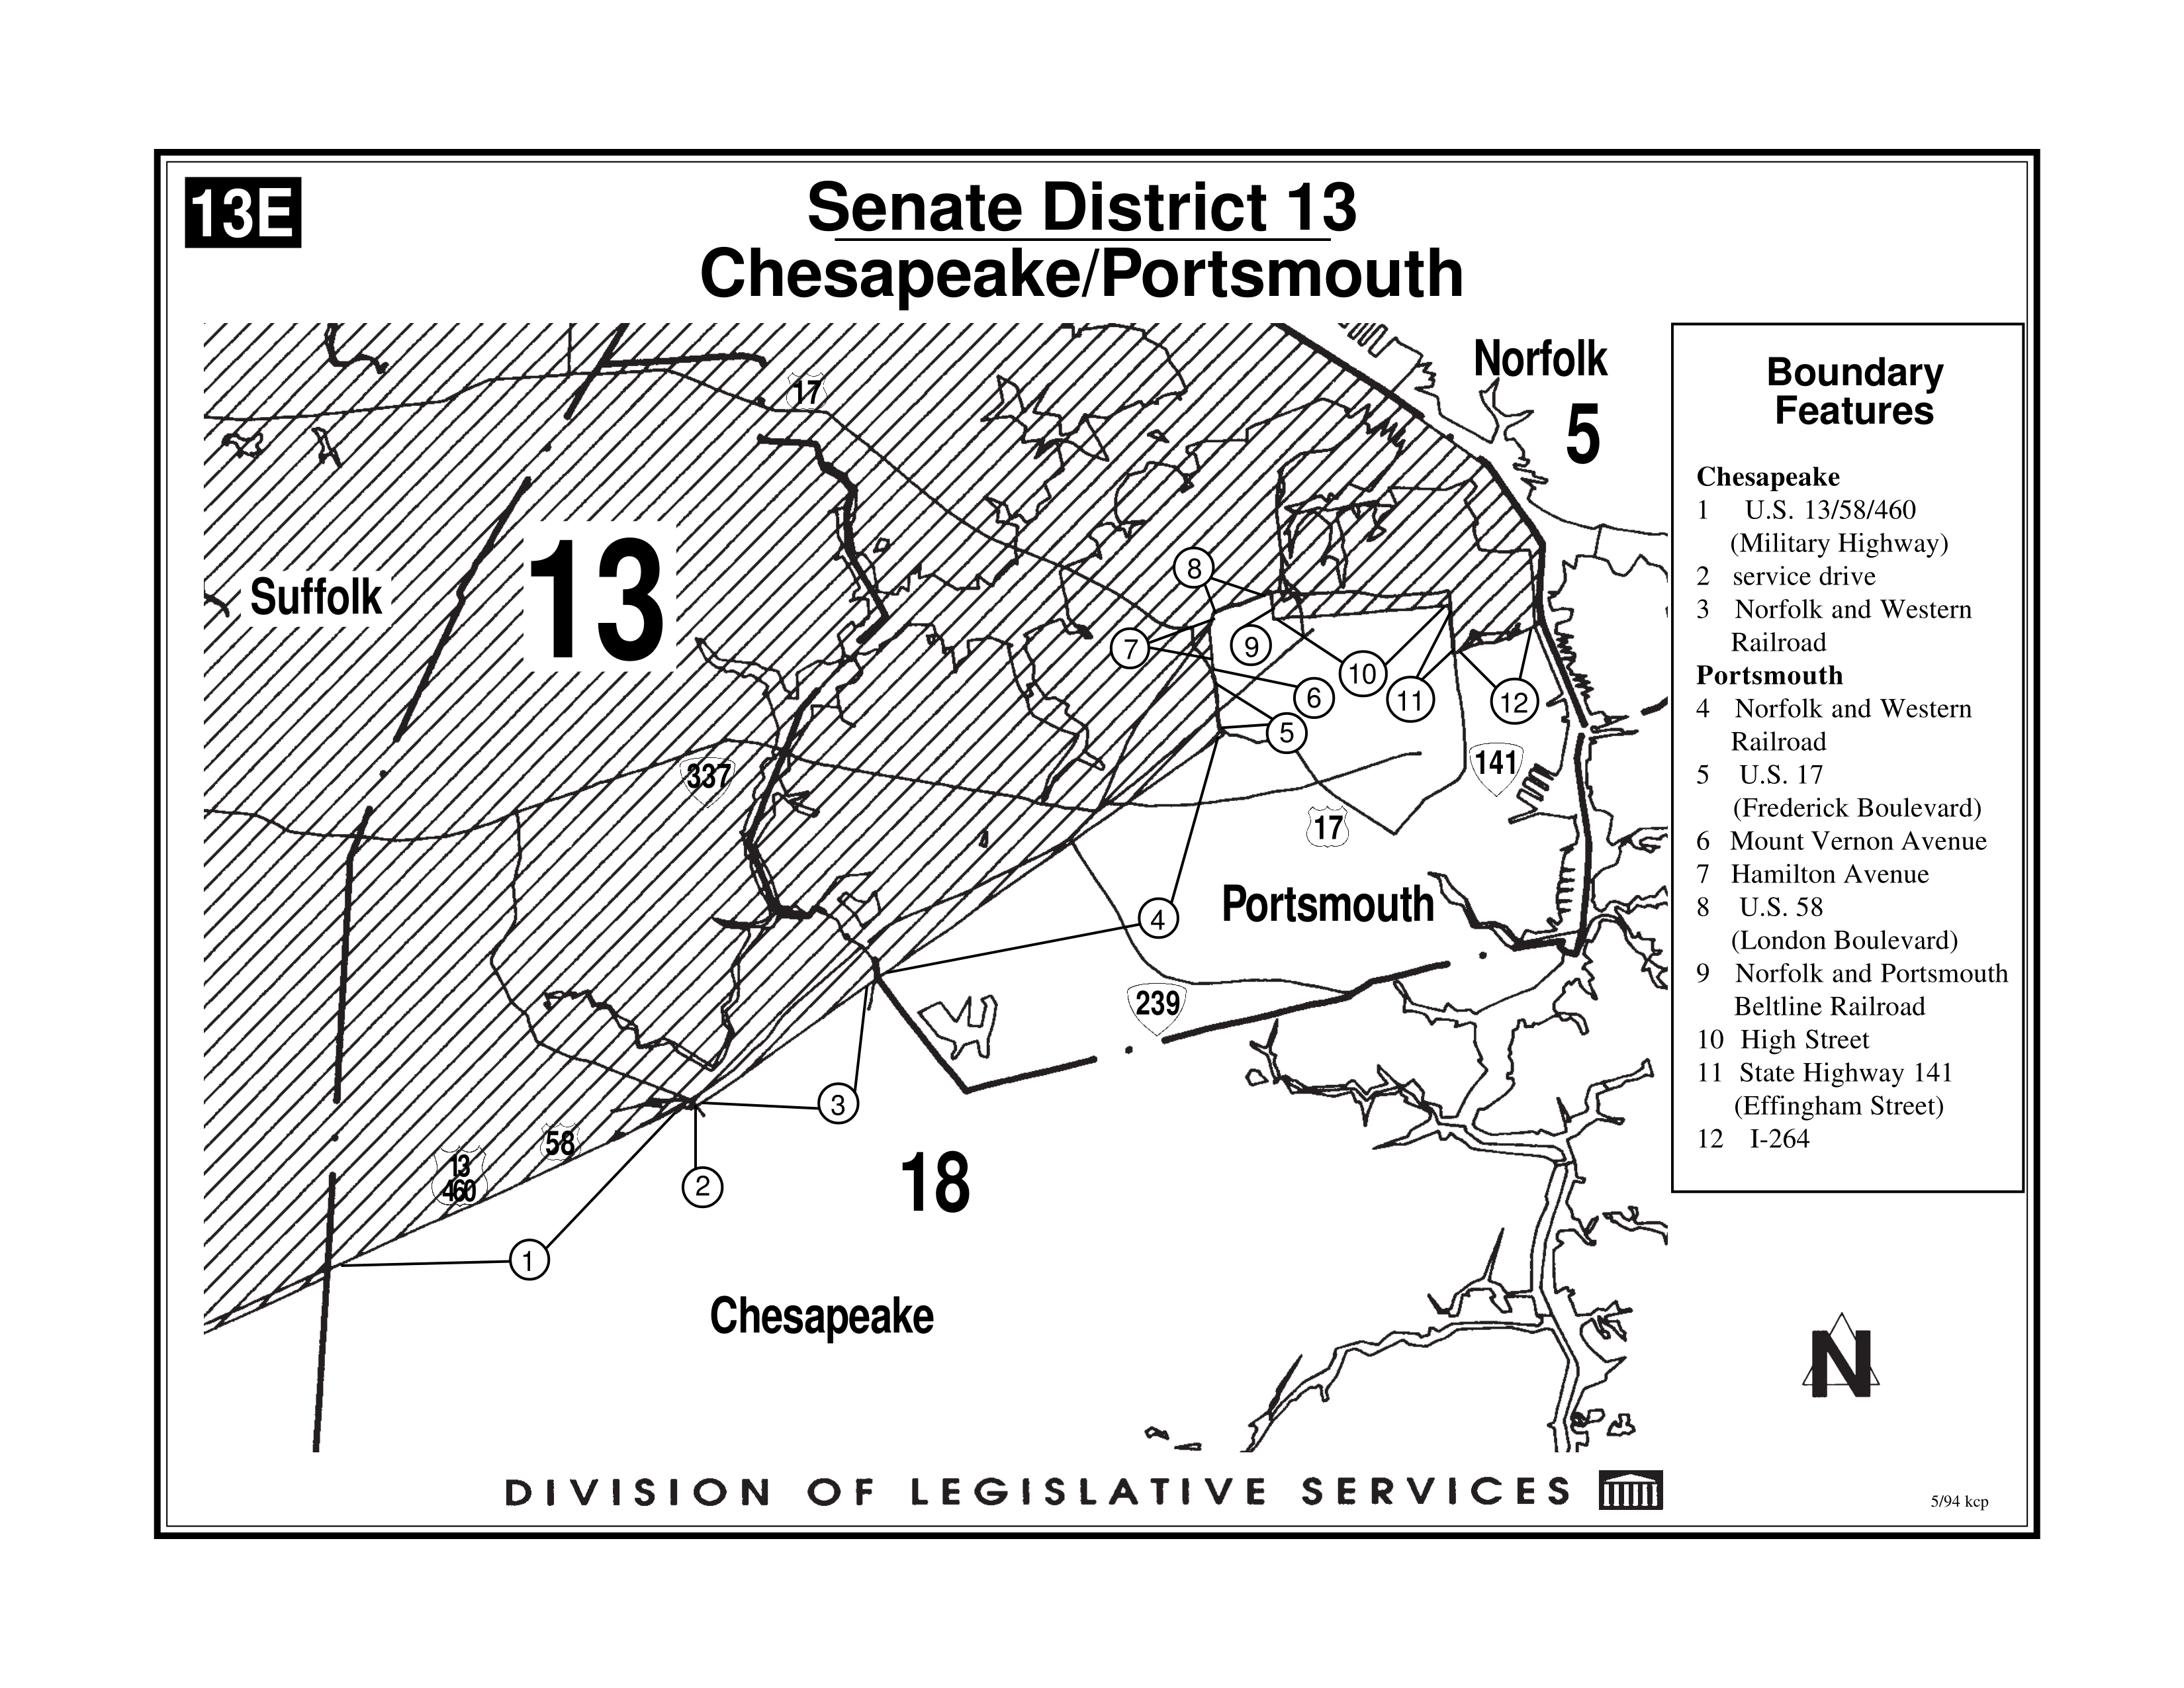 13E
Senate District 13
Chesapeake/Portsmouth
Norfolk
5
17
13
Suffolk
8
7
9
10
6
11
12
5
337
141
17
Portsmouth
4
239
3
58
13
460
2
18
1
Chesapeake
Boundary
Features
Chesapeake
1 U.S. 13/58/460
(Military Highway)
2 service drive
3 Norfolk and Western
Railroad
Portsmouth
4 Norfolk and Western
Railroad
5 U.S. 17
(Frederick Boulevard)
6 Mount Vernon Avenue
7 Hamilton Avenue
8 U.S. 58
(London Boulevard)
9 Norfolk and Portsmouth
Beltline Railroad
10 High Street
11 State Highway 141
(Effingham Street)
12 I-264
N
DIVISION OF LEGISLATIVE SERVICES
5/94 kcp